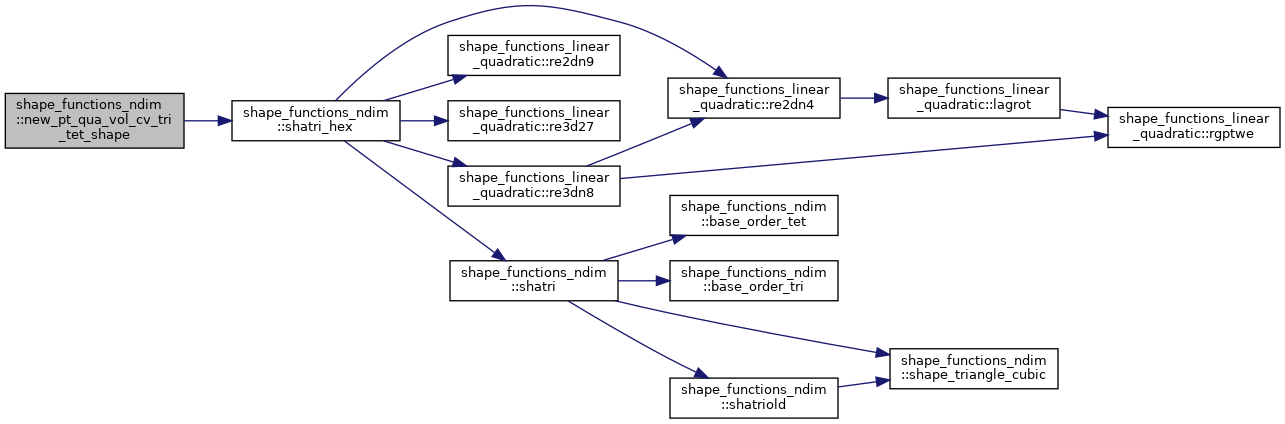 shape_functions_ndim
::new_pt_qua_vol_cv_tri
_tet_shape
shape_functions_ndim
::shatri_hex
shape_functions_linear
_quadratic::re2dn9
shape_functions_linear
_quadratic::re3d27
shape_functions_linear
_quadratic::re3dn8
shape_functions_ndim
::shatri
shape_functions_linear
_quadratic::re2dn4
shape_functions_ndim
::base_order_tet
shape_functions_ndim
::base_order_tri
shape_functions_ndim
::shatriold
shape_functions_linear
_quadratic::lagrot
shape_functions_ndim
::shape_triangle_cubic
shape_functions_linear
_quadratic::rgptwe